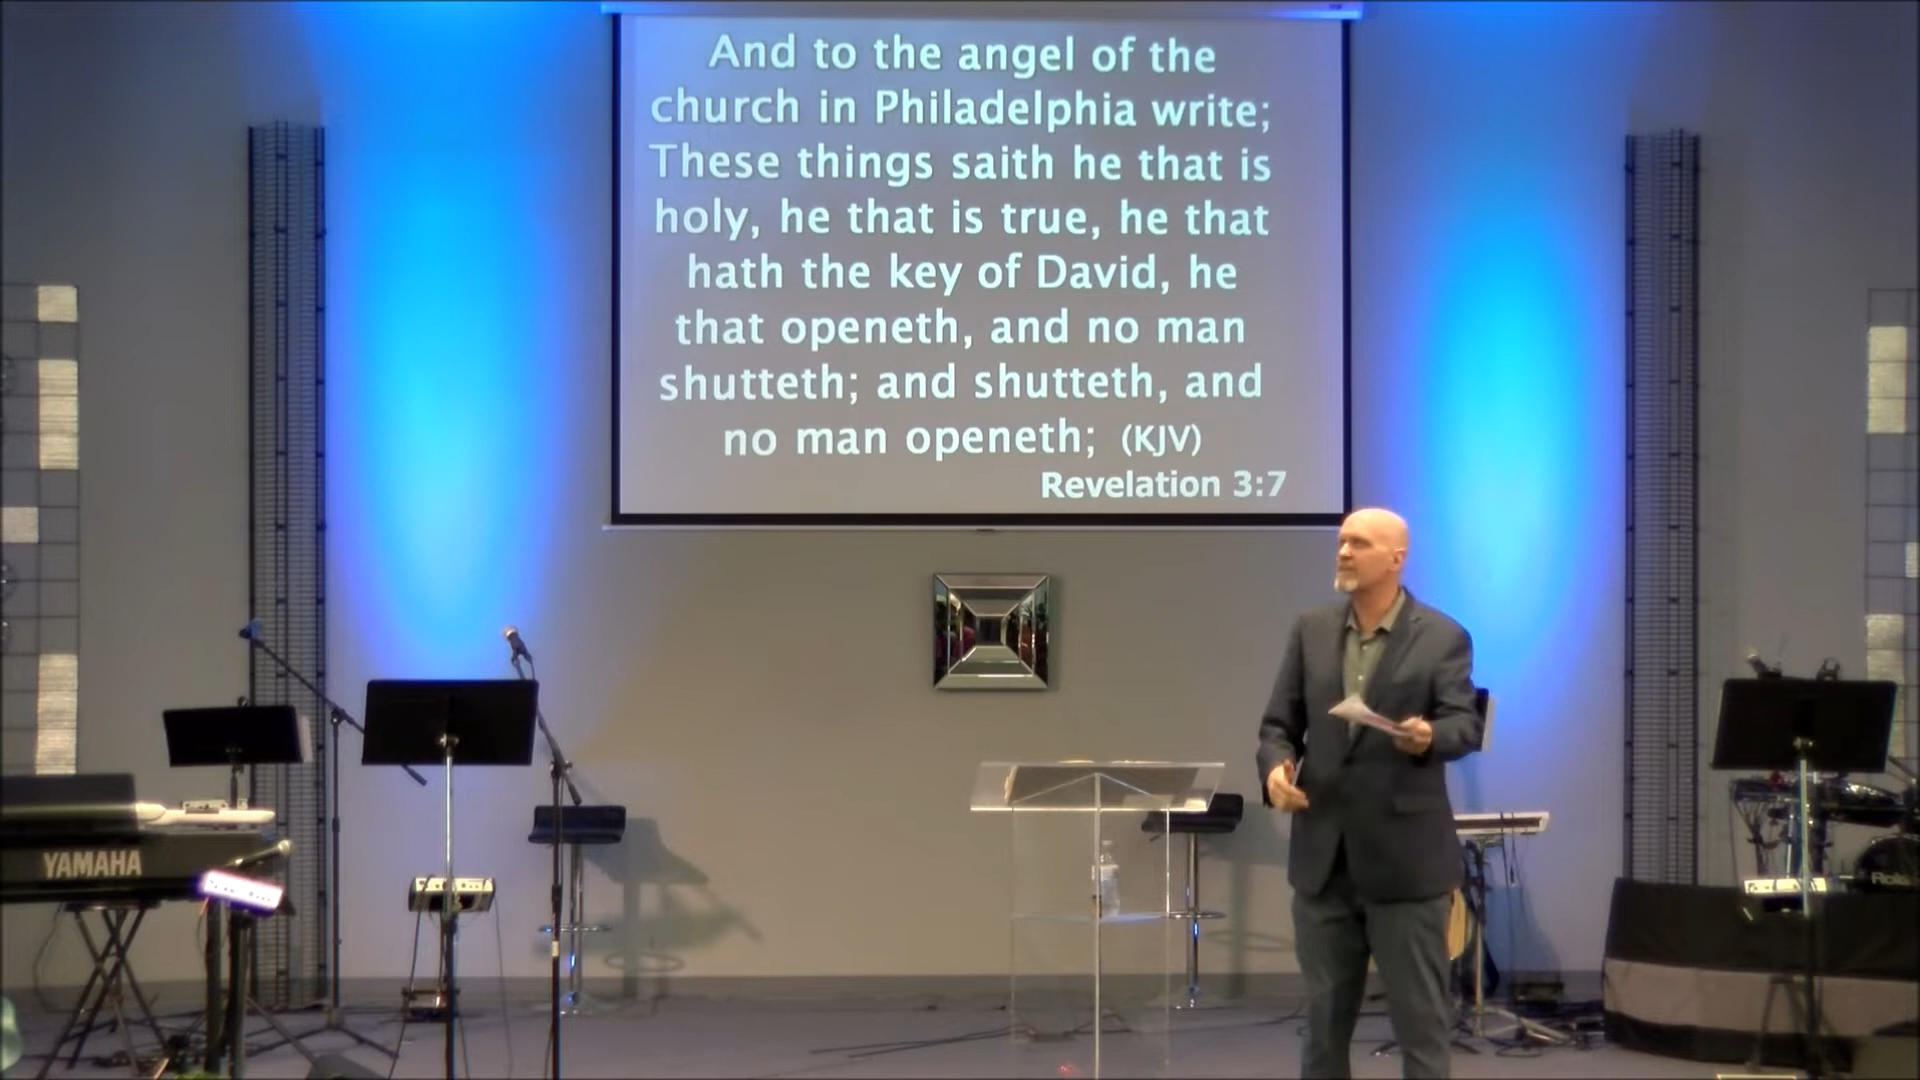 And to the angel of the
church in Philadelphia write;
These things saith he that is
holy, he that is true, he that
hath the key of David, he
that openeth, and no man
shutteth; and shutteth, and
no man openeth; (KJV)
Revelation 3:7
YAMAHA